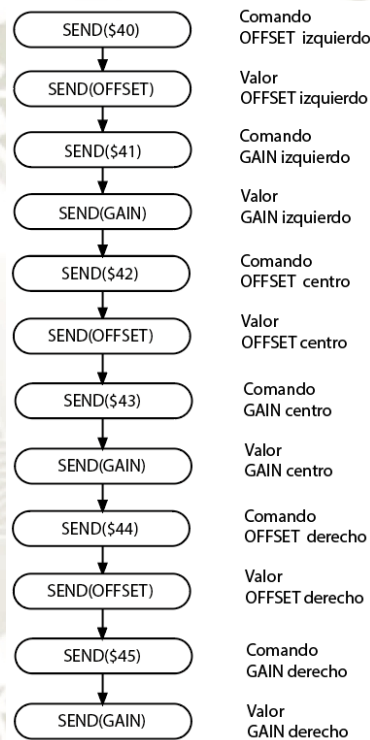 SEND($40)
Comando
OFFSET izquierdo
SEND(OFFSET)
Valor
OFFSET izquierdo
SEND($41)
Comando
GAIN izquierdo
SEND(GAIN)
Valor
GAIN izquierdo
SEND($42)
Comando
OFFSET centro
SEND(OFFSET)
Valor
OFFSET centro
SEND($43)
Comando
GAIN centro
SEND(GAIN)
Valor
GAIN centro
SEND($44)
Comando
OFFSET derecho
SEND(OFFSET)
Valor
OFFSET derecho
SEND($45)
Comando
GAIN derecho
SEND(GAIN)
Valor
GAIN derecho